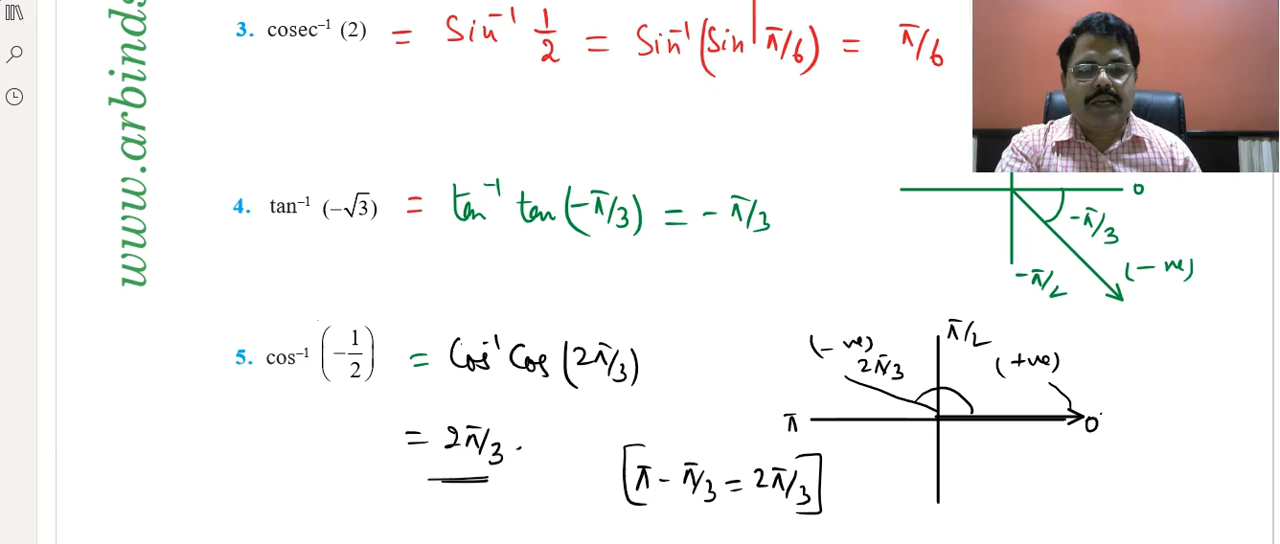 www.arbinds
3. cosec⁻¹ (2) = Sin⁻¹ 1/2 = Sin⁻¹(Sin π/6) = π/6
4. tan⁻¹ (−√3) = tan⁻¹ tan(−π/3) = − π/3
0
−π/3
(− ve)
−π/2
5. cos⁻¹ (−1/2) = Cos⁻¹ Cos (2π/3)
= 2π/3 .
[π − π/3 = 2π/3]
(− ve)
2π/3
π/2
(+ve)
π
0